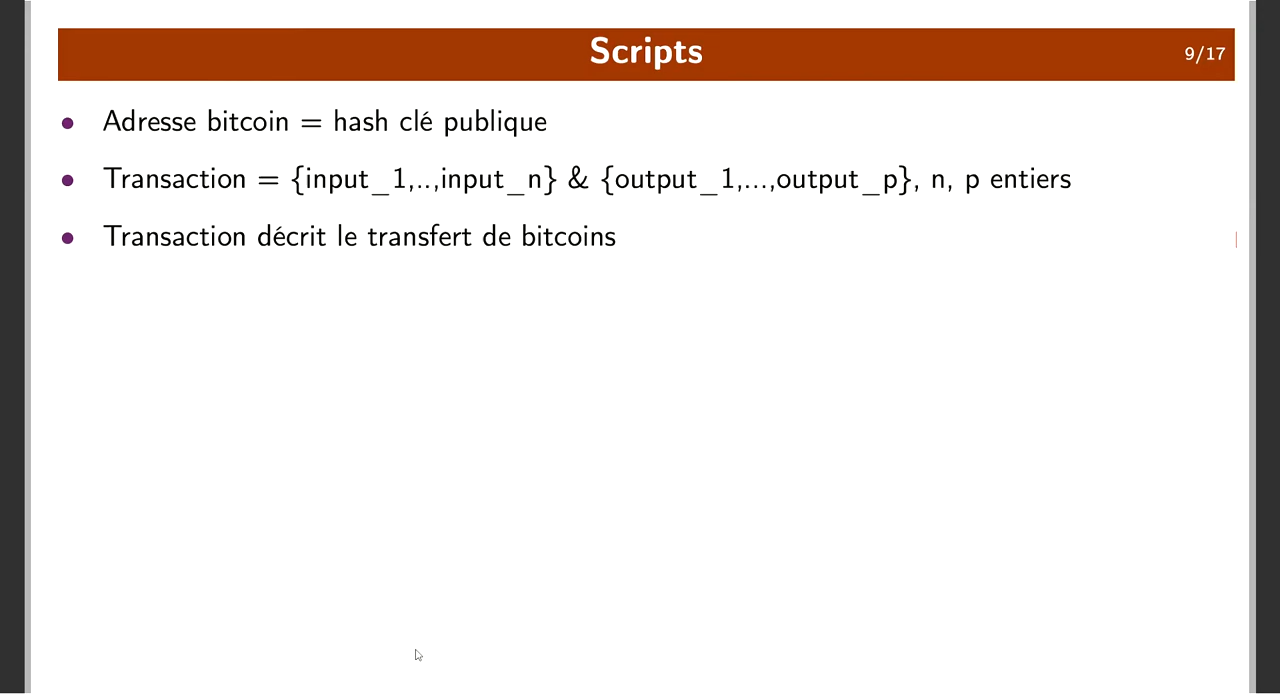 Scripts
9/17
• Adresse bitcoin = hash clé publique
• Transaction = {input_1,..,input_n} & {output_1,...,output_p}, n, p entiers
• Transaction décrit le transfert de bitcoins